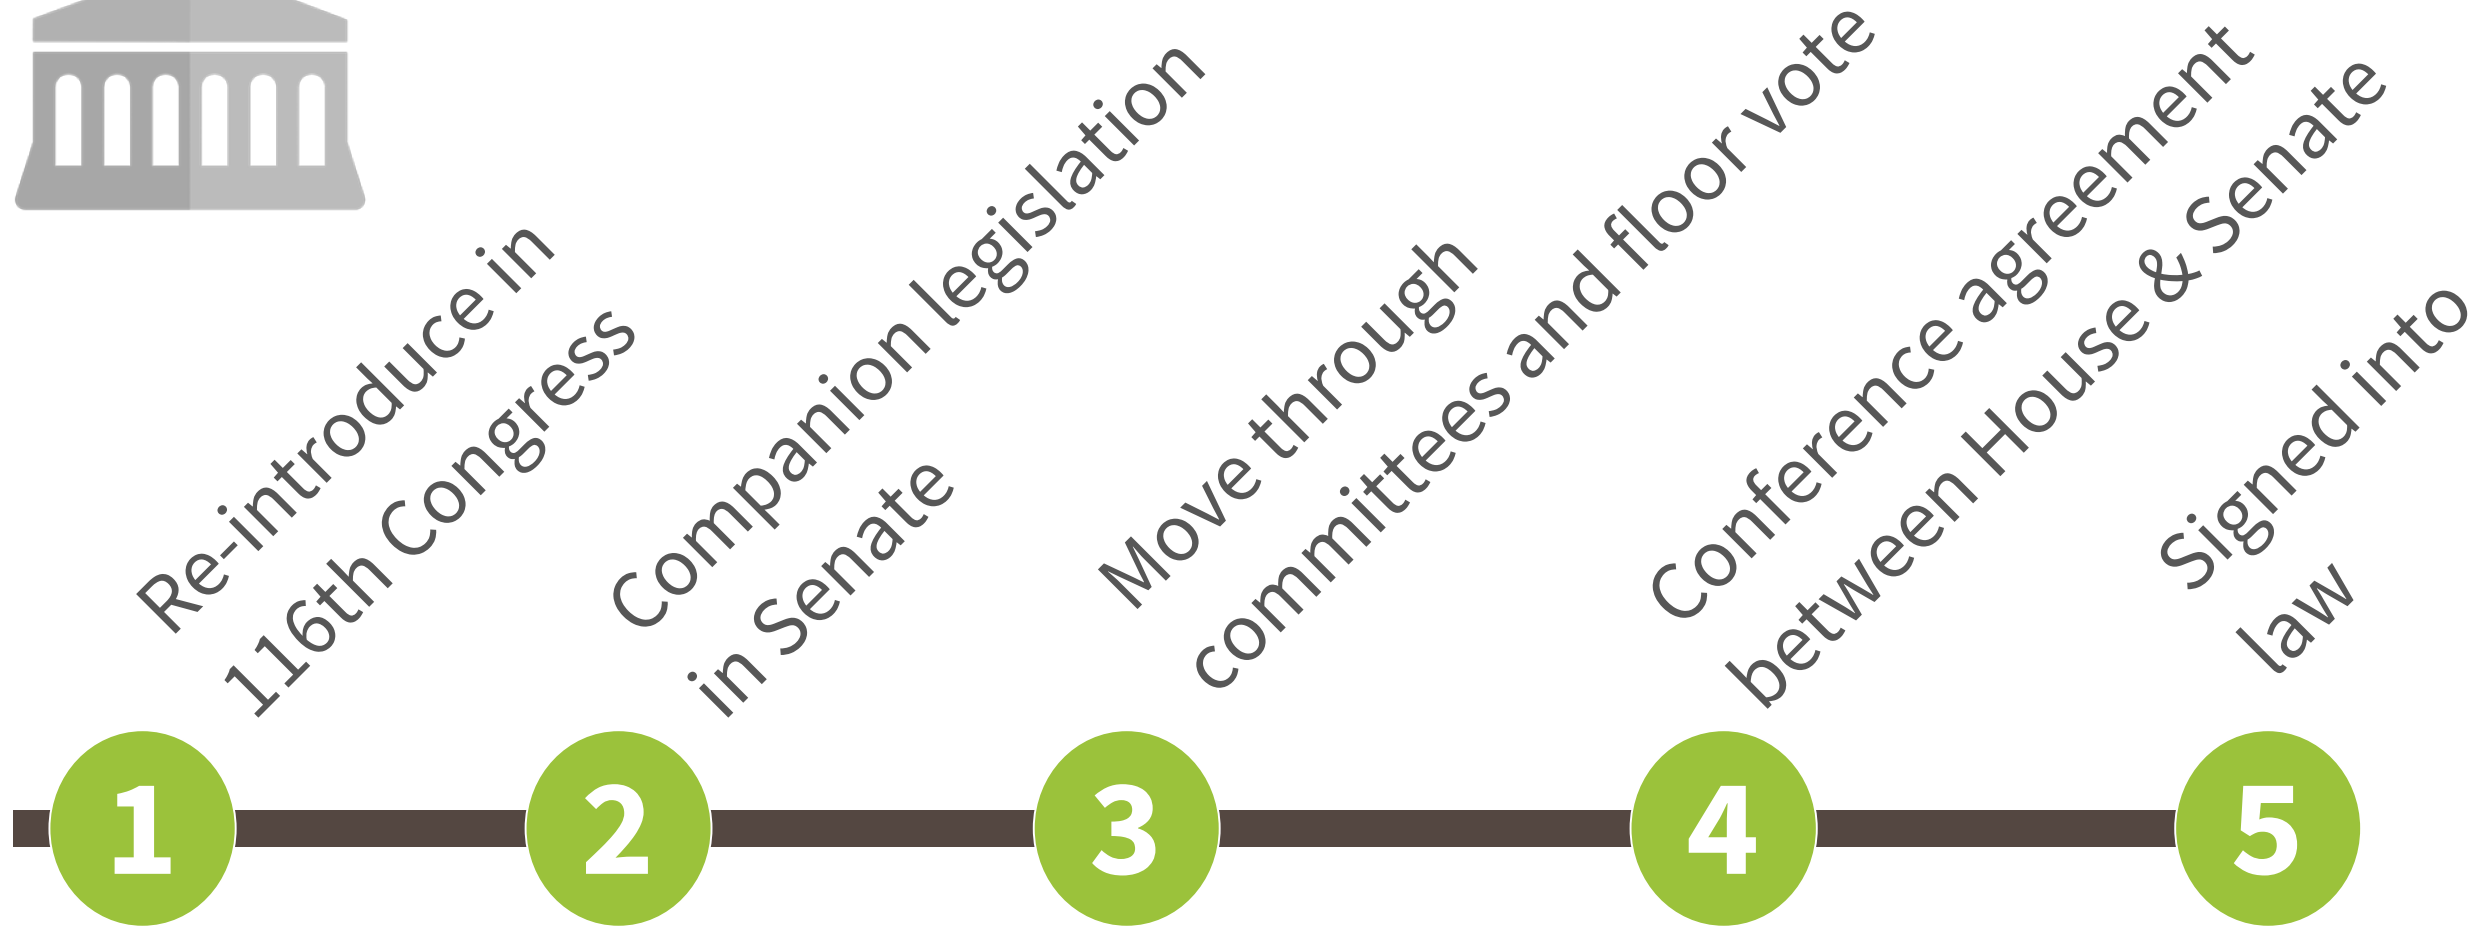 Re-introduce in
116th Congress
Companion legislation
in Senate
Move through
committees and floor vote
Conference agreement
between House & Senate
Signed into
law
1
2
3
4
5